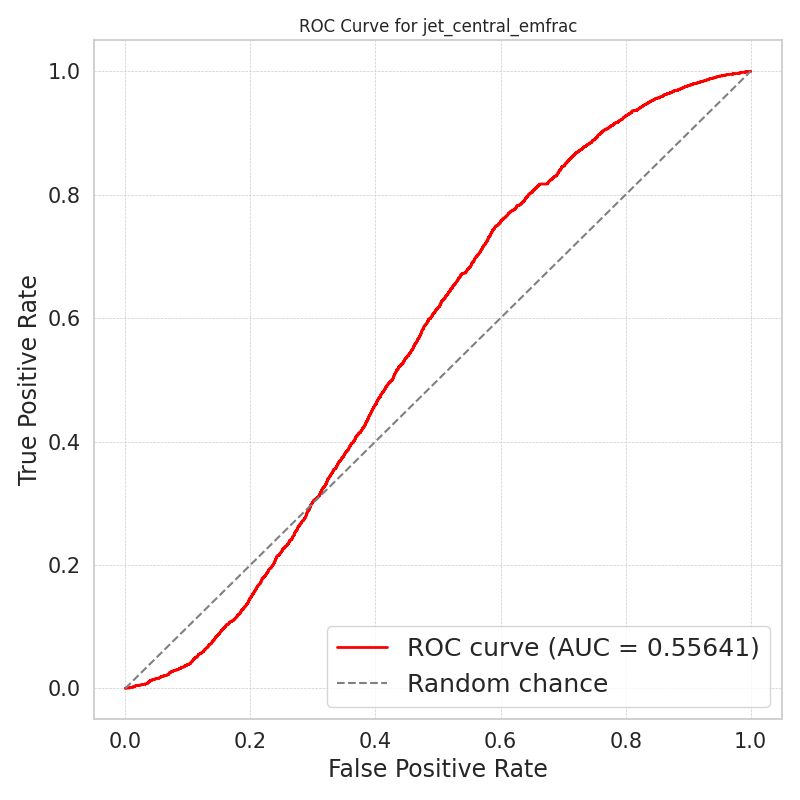 ROC Curve for jet_central_emfrac
True Positive Rate
1.0
0.8
0.6
0.4
0.2
0.0
0.0 0.2 0.4 0.6 0.8 1.0
False Positive Rate
ROC curve (AUC = 0.55641)
Random chance